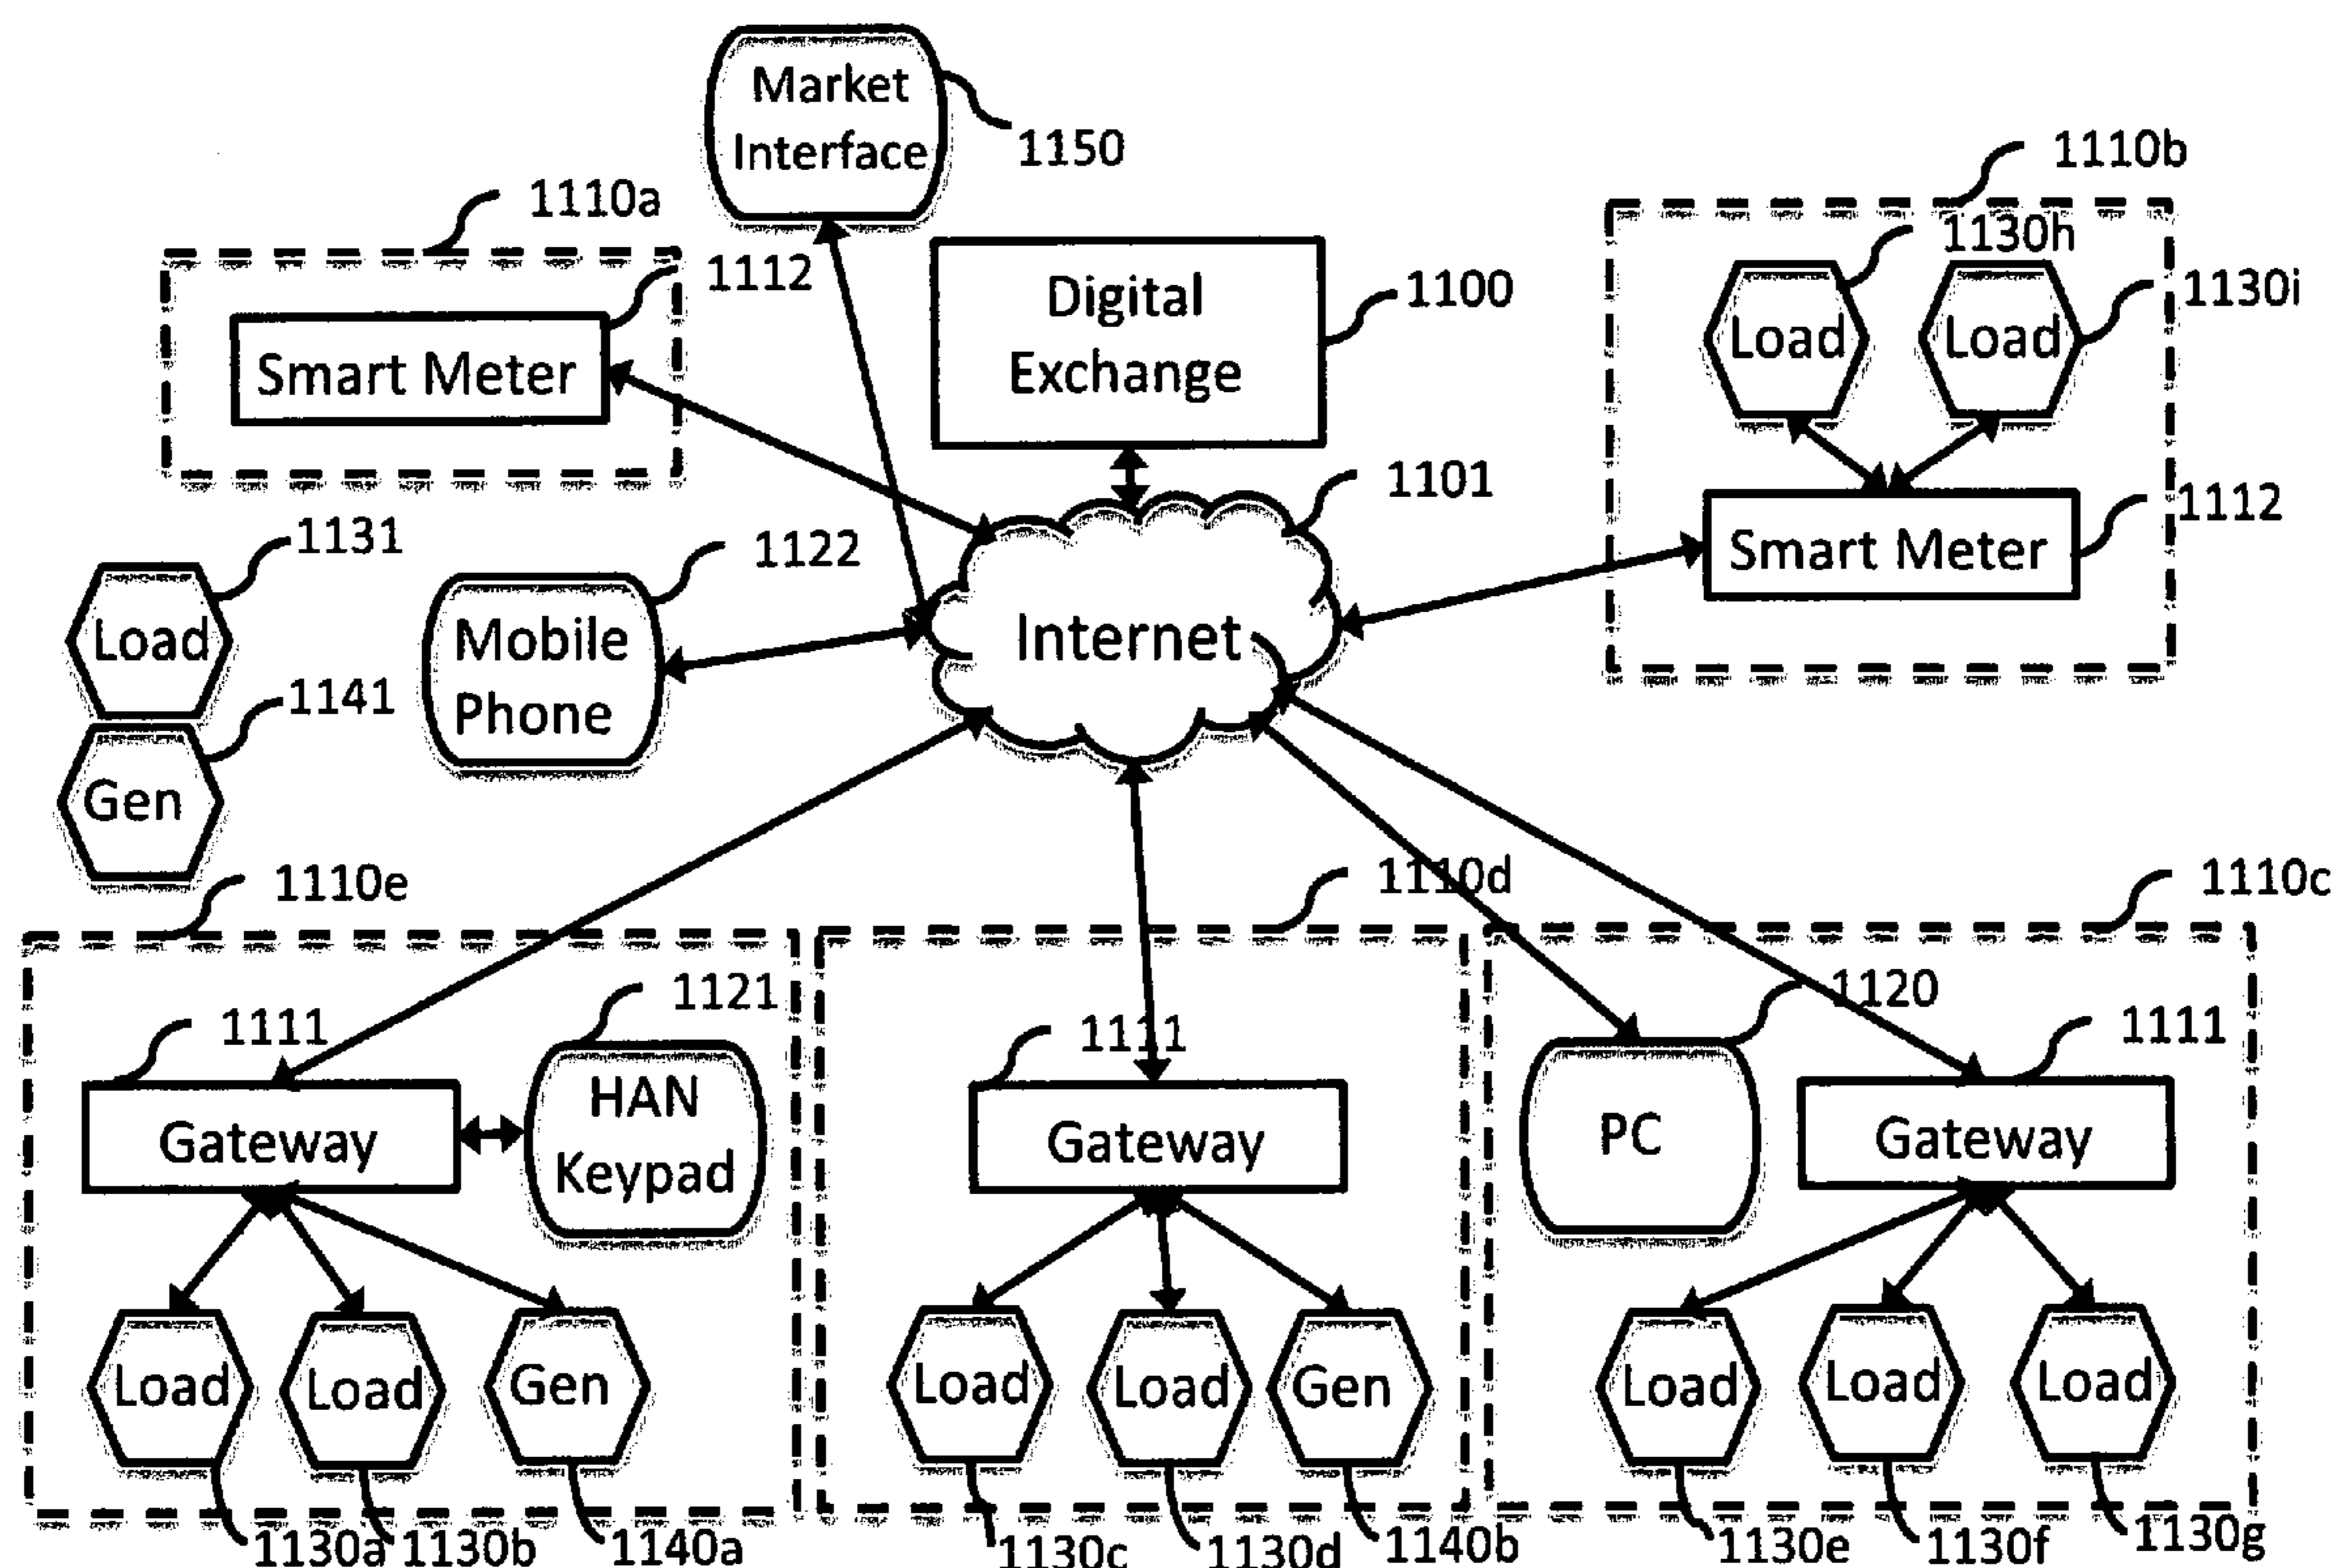 Market
Interface
1150
1110a
1110b
1112
Smart Meter
Digital
Exchange
1100
1130h
1130i
Load
Load
1101
Smart Meter
1112
1131
Load
1141
Gen
1122
Mobile
Phone
Internet
1110e
1110d
1110c
1111
1121
Gateway
HAN
Keypad
1111
Gateway
1120
PC
1111
Gateway
Load
Load
Gen
Load
Load
Gen
Load
Load
Load
1130a
1130b
1140a
1130c
1130d
1140b
1130e
1130f
1130g